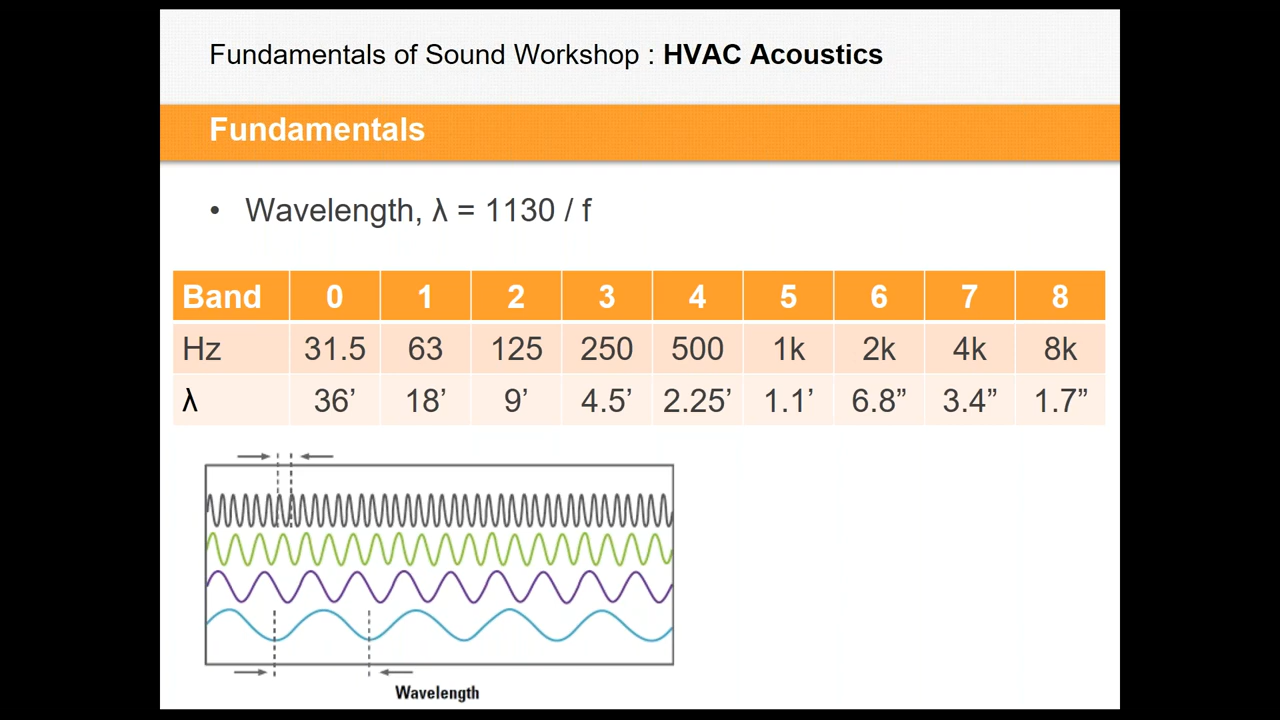 Fundamentals of Sound Workshop : HVAC Acoustics
Fundamentals
• Wavelength, λ = 1130 / f
Band 0 1 2 3 4 5 6 7 8
Hz 31.5 63 125 250 500 1k 2k 4k 8k
λ 36’ 18’ 9’ 4.5’ 2.25’ 1.1’ 6.8” 3.4” 1.7”
Wavelength